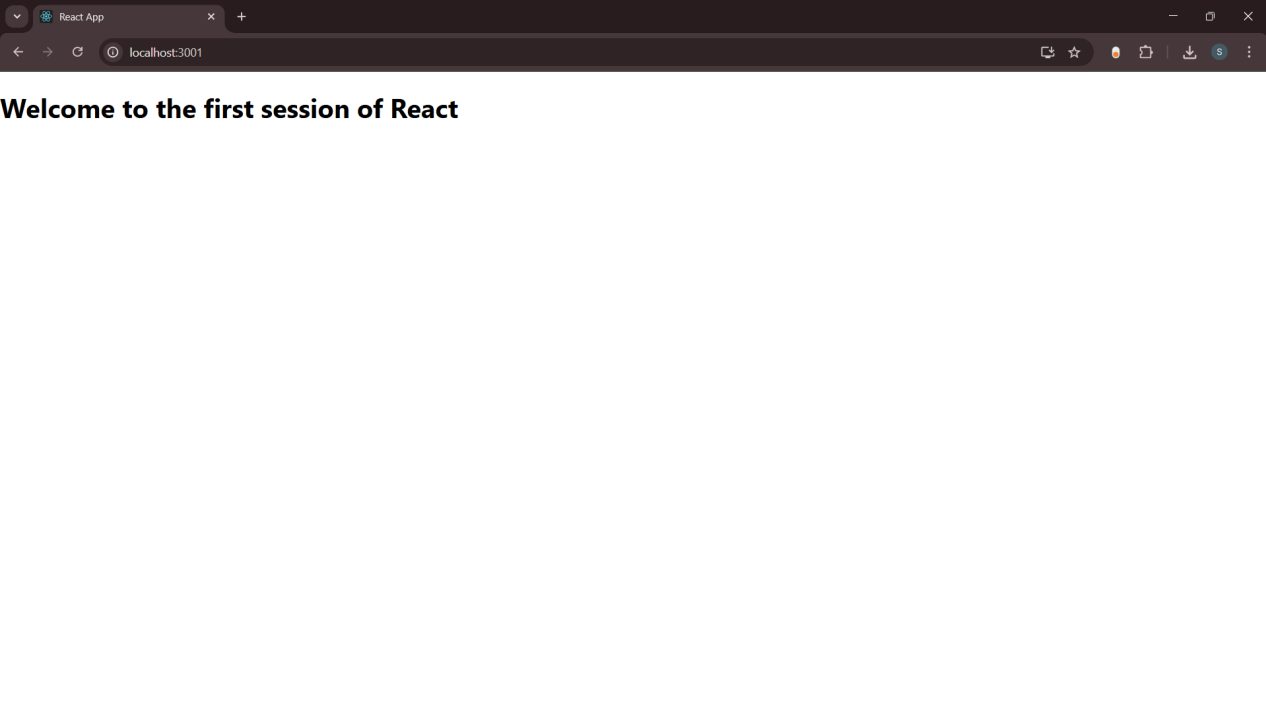 React App
localhost:3001
S
Welcome to the first session of React